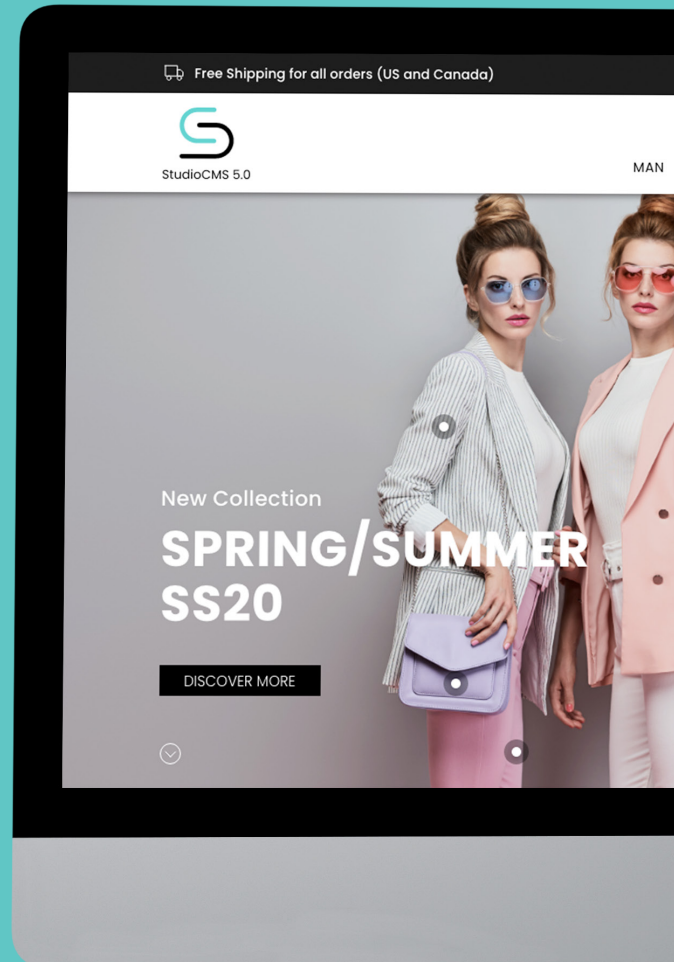 Free Shipping for all orders (US and Canada)
StudioCMS 5.0
MAN
New Collection
SPRING/SUMMER
SS20
DISCOVER MORE